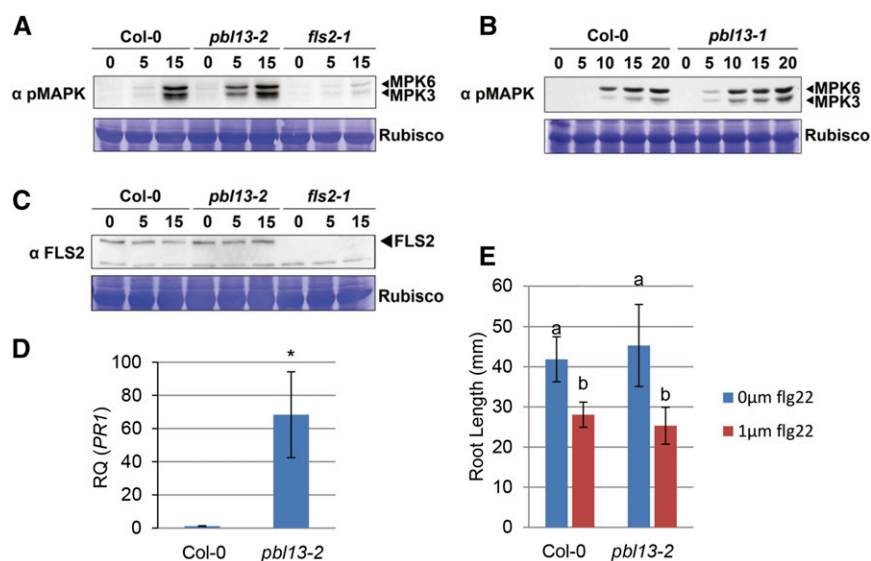 A
Col-0 pbl13-2 fls2-1
0 5 15 0 5 15 0 5 15
α pMAPK
MPK6
MPK3
Rubisco
B
Col-0 pbl13-1
0 5 10 15 20 0 5 10 15 20
α pMAPK
MPK6
MPK3
Rubisco
C
Col-0 pbl13-2 fls2-1
0 5 15 0 5 15 0 5 15
α FLS2
FLS2
Rubisco
D
RQ (PR1)
100
80
60
40
20
0
*
Col-0 pbl13-2
E
Root Length (mm)
60
50
40
30
20
10
0
a
b
a
b
Col-0 pbl13-2
0µm flg22
1µm flg22